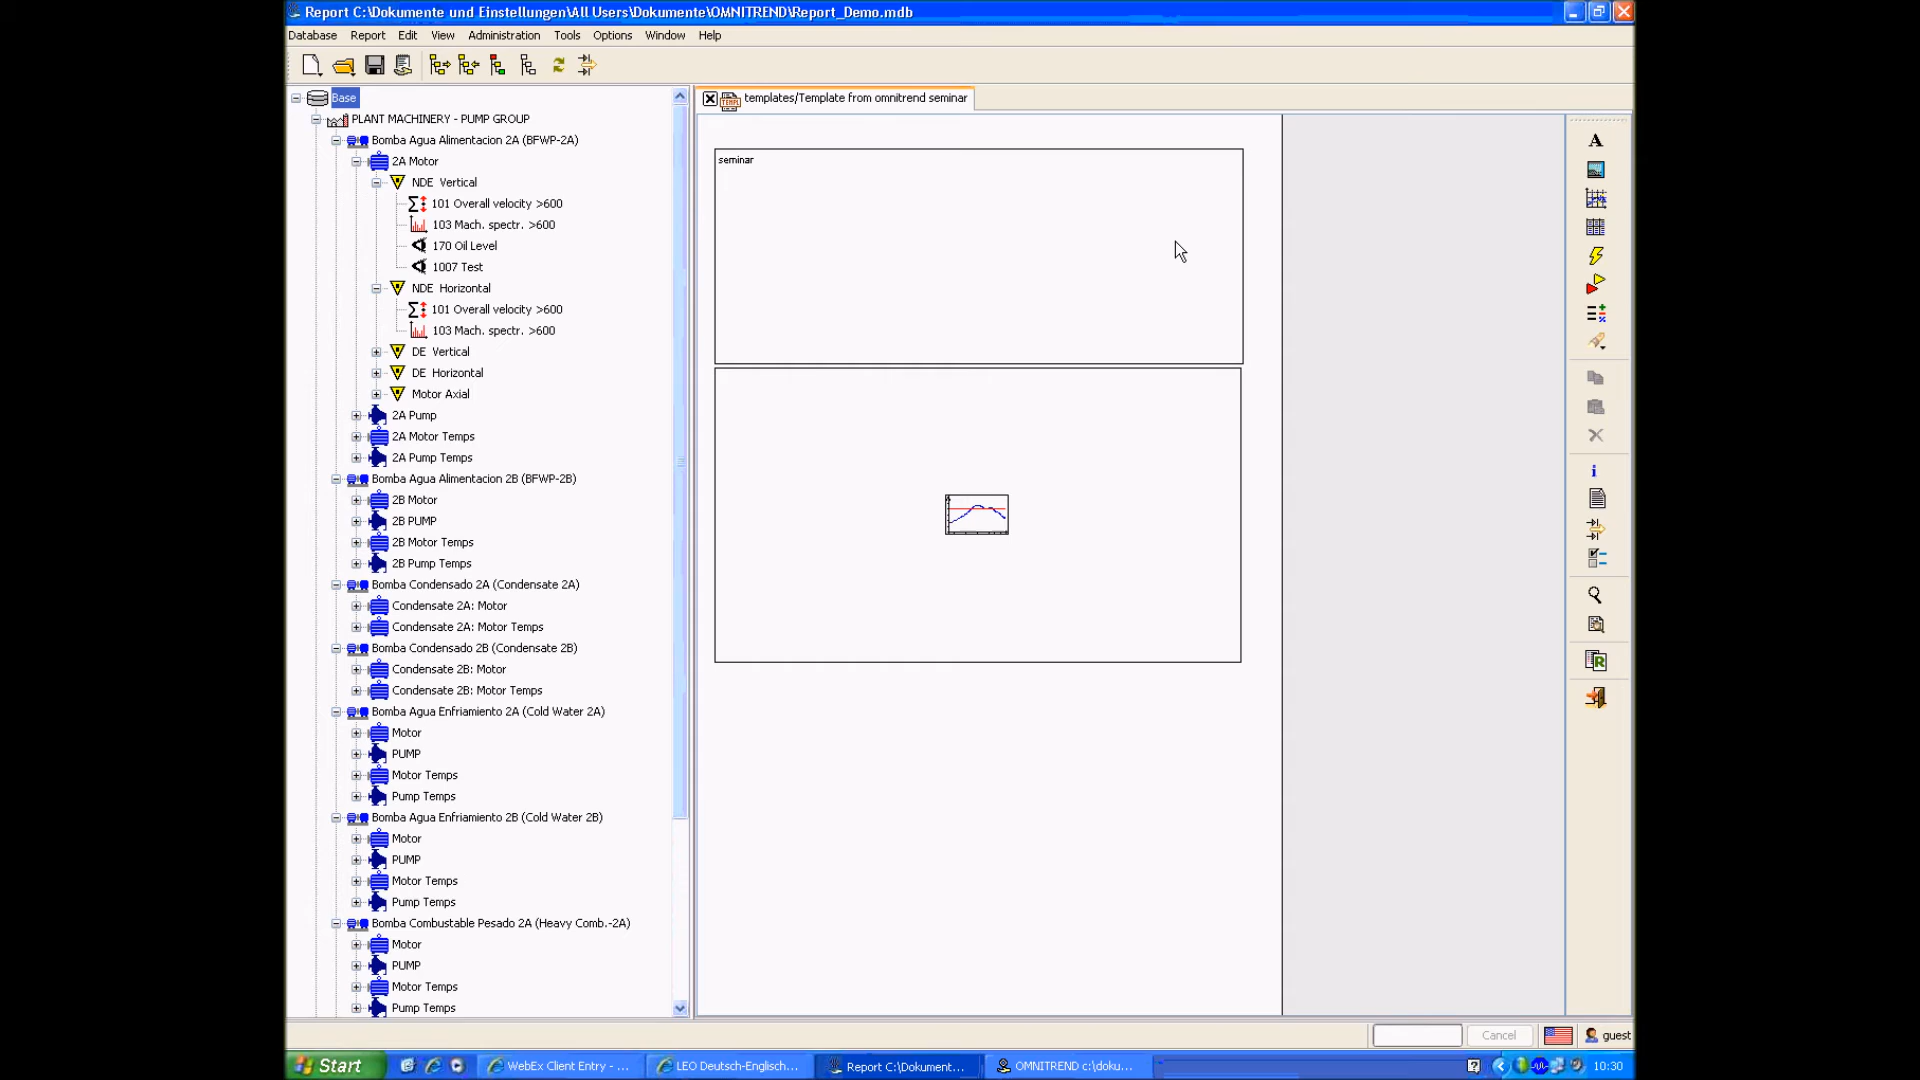 Report C:\Dokumente und Einstellungen\All Users\Dokumente\OMNITREND\Report_Demo.mdb
Database Report Edit View Administration Tools Options Window Help
Base
PLANT MACHINERY - PUMP GROUP
Bomba Agua Alimentacion 2A (BFWP-2A)
2A Motor
NDE Vertical
101 Overall velocity >600
103 Mach. spectr. >600
170 Oil Level
1007 Test
NDE Horizontal
101 Overall velocity >600
103 Mach. spectr. >600
DE Vertical
DE Horizontal
Motor Axial
2A Pump
2A Motor Temps
2A Pump Temps
Bomba Agua Alimentacion 2B (BFWP-2B)
2B Motor
2B PUMP
2B Motor Temps
2B Pump Temps
Bomba Condensado 2A (Condensate 2A)
Condensate 2A: Motor
Condensate 2A: Motor Temps
Bomba Condensado 2B (Condensate 2B)
Condensate 2B: Motor
Condensate 2B: Motor Temps
Bomba Agua Enfriamiento 2A (Cold Water 2A)
Motor
PUMP
Motor Temps
Pump Temps
Bomba Agua Enfriamiento 2B (Cold Water 2B)
Motor
PUMP
Motor Temps
Pump Temps
Bomba Combustable Pesado 2A (Heavy Comb.-2A)
Motor
PUMP
Motor Temps
Pump Temps
templates/Template from omnitrend seminar
seminar
Cancel
guest
Start
WebEx Client Entry - ...
LEO Deutsch-Englisch...
Report C:\Dokument...
OMNITREND c:\doku...
10:30